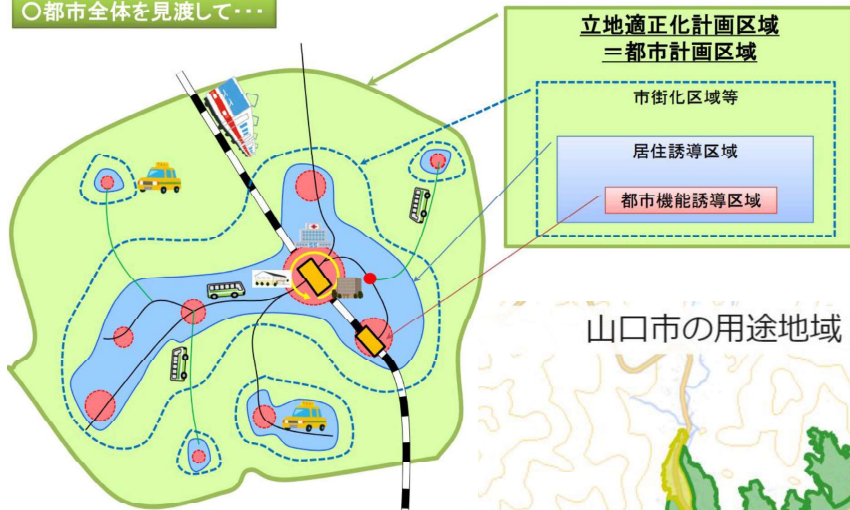 ○都市全体を見渡して・・・
立地適正化計画区域
＝都市計画区域
市街化区域等
居住誘導区域
都市機能誘導区域
山口市の用途地域